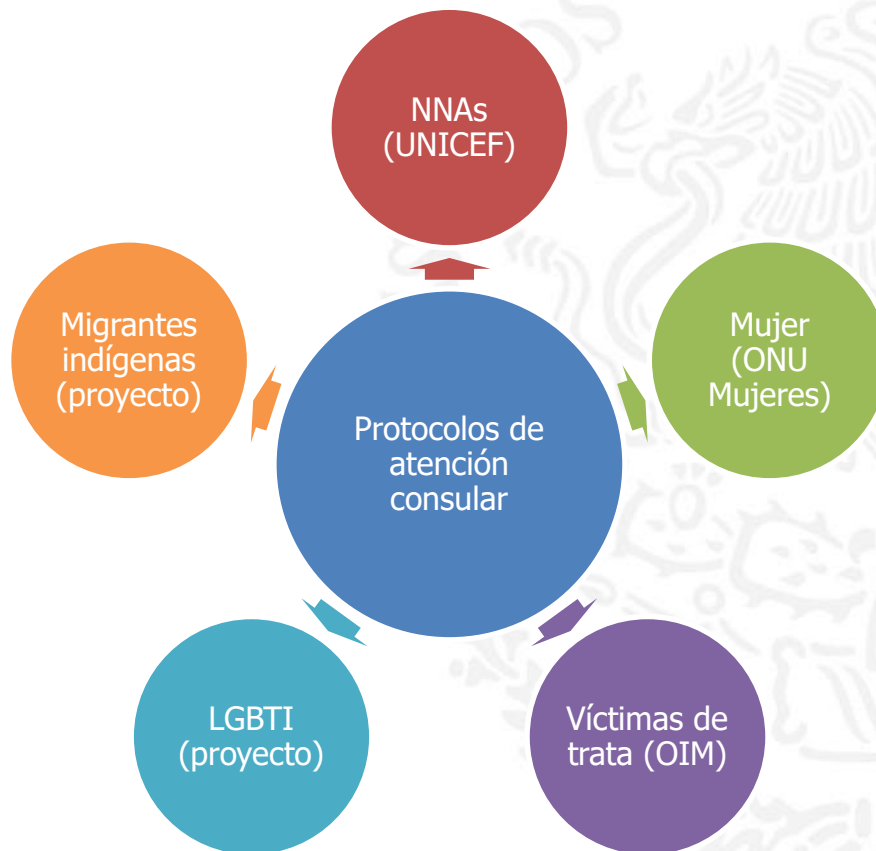 NNAs
(UNICEF)
Migrantes
indígenas
(proyecto)
Mujer
(ONU
Mujeres)
Protocolos de
atención
consular
LGBTI
(proyecto)
Víctimas de
trata (OIM)